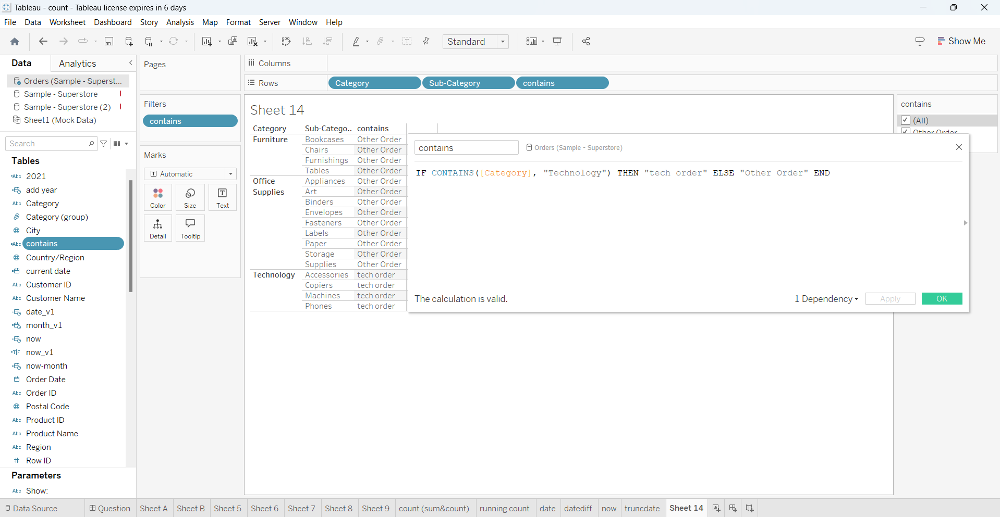 Tableau - count - Tableau license expires in 6 days
File Data Worksheet Dashboard Story Analysis Map Format Server Window Help
Standard
Show Me
Data Analytics
Orders (Sample - Superst...
Sample - Superstore !
Sample - Superstore (2) !
Sheet1 (Mock Data)
Search
Tables
=Abc 2021
add year
Abc Category
Category (group)
City
=Abc contains
Country/Region
current date
Abc Customer ID
Abc Customer Name
date_v1
month_v1
now
=T|F now_v1
now-month
Order Date
Abc Order ID
Postal Code
Abc Product ID
Abc Product Name
Abc Region
# Row ID
Parameters
Abc Show:
Pages
Filters
contains
Marks
T Automatic
Color Size Text
Detail Tooltip
Columns
Rows Category Sub-Category contains
Sheet 14
Category Sub-Catego.. contains
Furniture Bookcases Other Order
Chairs Other Order
Furnishings Other Order
Tables Other Order
Office Supplies Appliances Other Order
Art Other Order
Binders Other Order
Envelopes Other Order
Fasteners Other Order
Labels Other Order
Paper Other Order
Storage Other Order
Supplies Other Order
Technology Accessories tech order
Copiers tech order
Machines tech order
Phones tech order
contains
(All)
Other Order
contains Orders (Sample - Superstore)
IF CONTAINS([Category], "Technology") THEN "tech order" ELSE "Other Order" END
The calculation is valid.
1 Dependency Apply OK
Data Source Question Sheet A Sheet B Sheet 5 Sheet 6 Sheet 7 Sheet 8 Sheet 9 count (sum&count) running count date datediff now truncdate Sheet 14